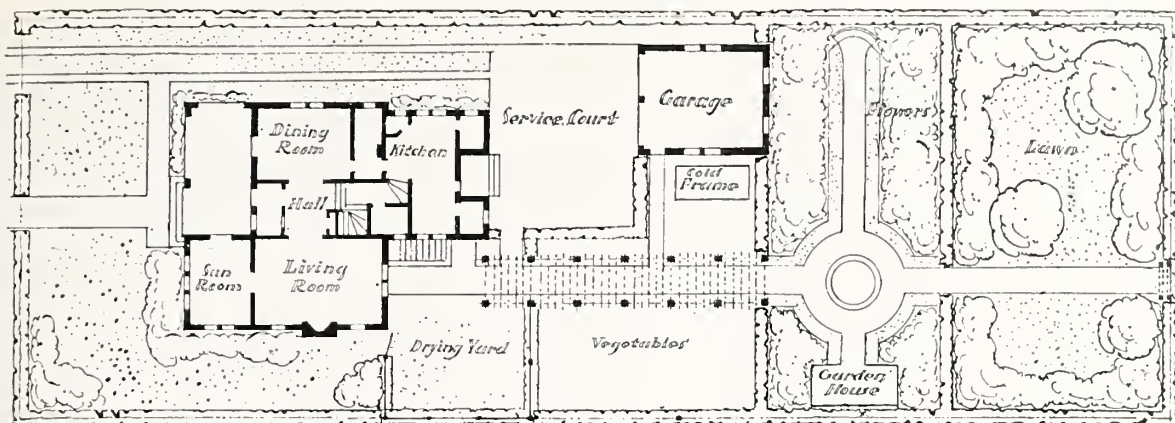 Dining
Room
Kitchen
Hall
Sun
Room
Living
Room
Service Court
Garage
Cold
Frame
Flowers
Lawn
Drying Yard
Vegetables
Garden
House